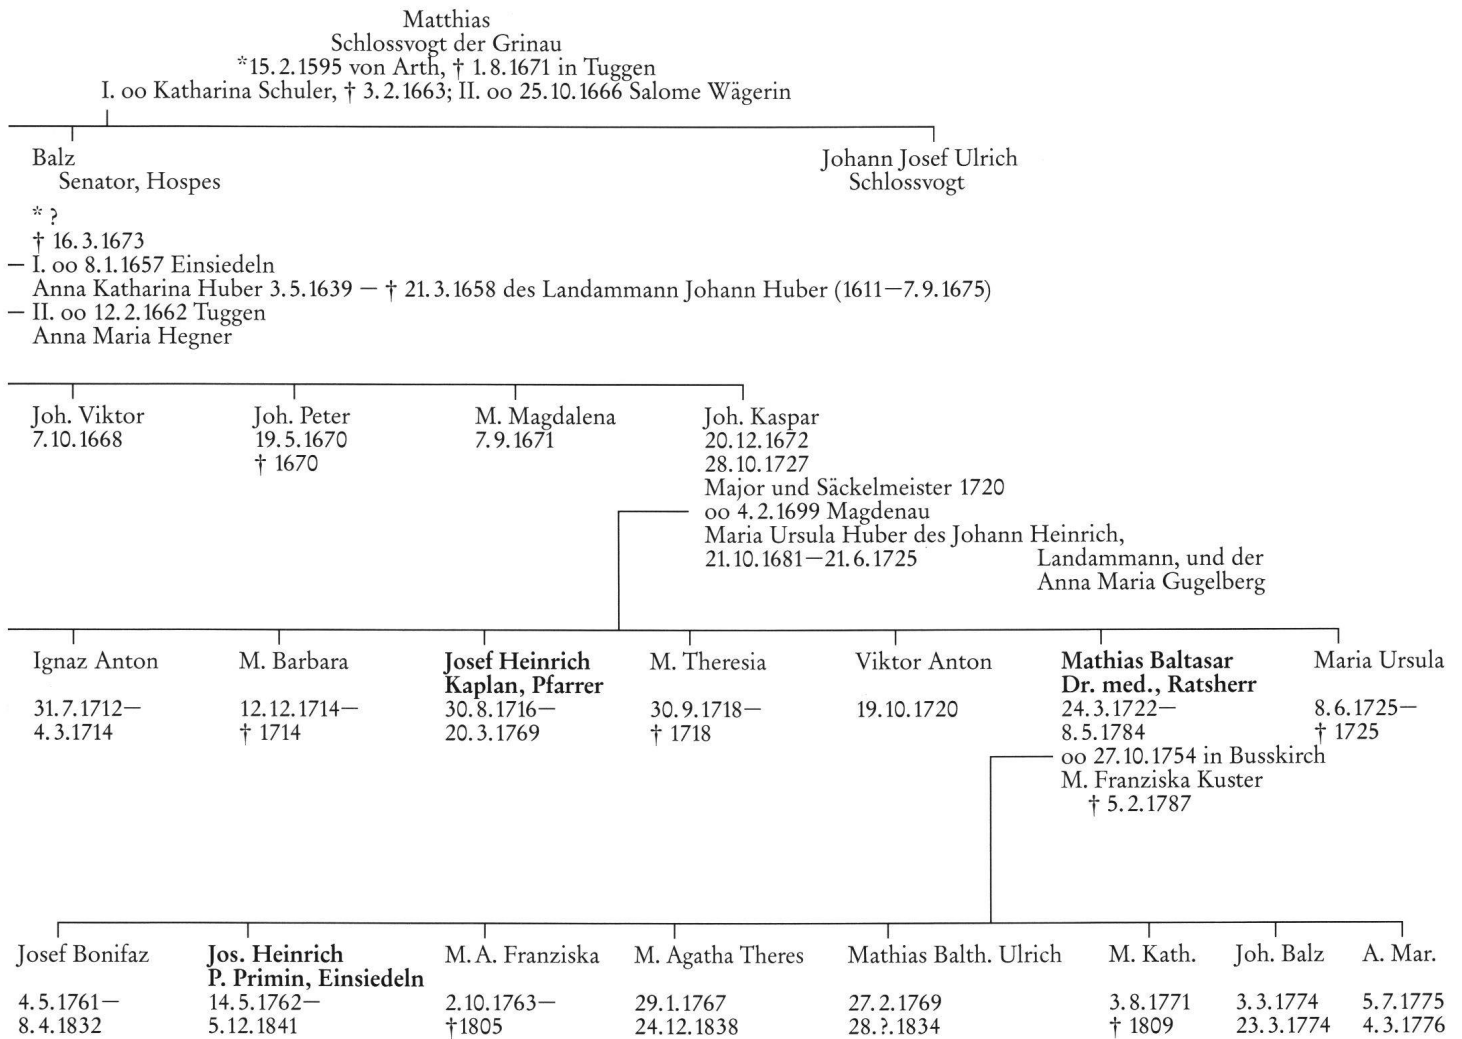 Matthias
Schlossvogt der Grinau
*15.2.1595 von Arth, † 1.8.1671 in Tuggen
I. oo Katharina Schuler, † 3.2.1663; II. oo 25.10.1666 Salome Wägerin
Balz
Senator, Hospes
* ?
† 16.3.1673
— I. oo 8.1.1657 Einsiedeln
Anna Katharina Huber 3.5.1639 — † 21.3.1658 des Landammann Johann Huber (1611—7.9.1675)
— II. oo 12.2.1662 Tuggen
Anna Maria Hegner
Johann Josef Ulrich
Schlossvogt
Joh. Viktor
7.10.1668
Joh. Peter
19.5.1670
† 1670
M. Magdalena
7.9.1671
Joh. Kaspar
20.12.1672
28.10.1727
Major und Säckelmeister 1720
oo 4.2.1699 Magdenau
Maria Ursula Huber des Johann Heinrich,
21.10.1681—21.6.1725 Landammann, und der
Anna Maria Gugelberg
Ignaz Anton
31.7.1712—
4.3.1714
M. Barbara
12.12.1714—
† 1714
Josef Heinrich
Kaplan, Pfarrer
30.8.1716—
20.3.1769
M. Theresia
30.9.1718—
† 1718
Viktor Anton
19.10.1720
Mathias Baltasar
Dr. med., Ratsherr
24.3.1722—
8.5.1784
oo 27.10.1754 in Busskirch
M. Franziska Kuster
† 5.2.1787
Maria Ursula
8.6.1725—
† 1725
Josef Bonifaz
4.5.1761—
8.4.1832
Jos. Heinrich
P. Primin, Einsiedeln
14.5.1762—
5.12.1841
M. A. Franziska
2.10.1763—
†1805
M. Agatha Theres
29.1.1767
24.12.1838
Mathias Balth. Ulrich
27.2.1769
28.?.1834
M. Kath.
3.8.1771
† 1809
Joh. Balz
3.3.1774
23.3.1774
A. Mar.
5.7.1775
4.3.1776